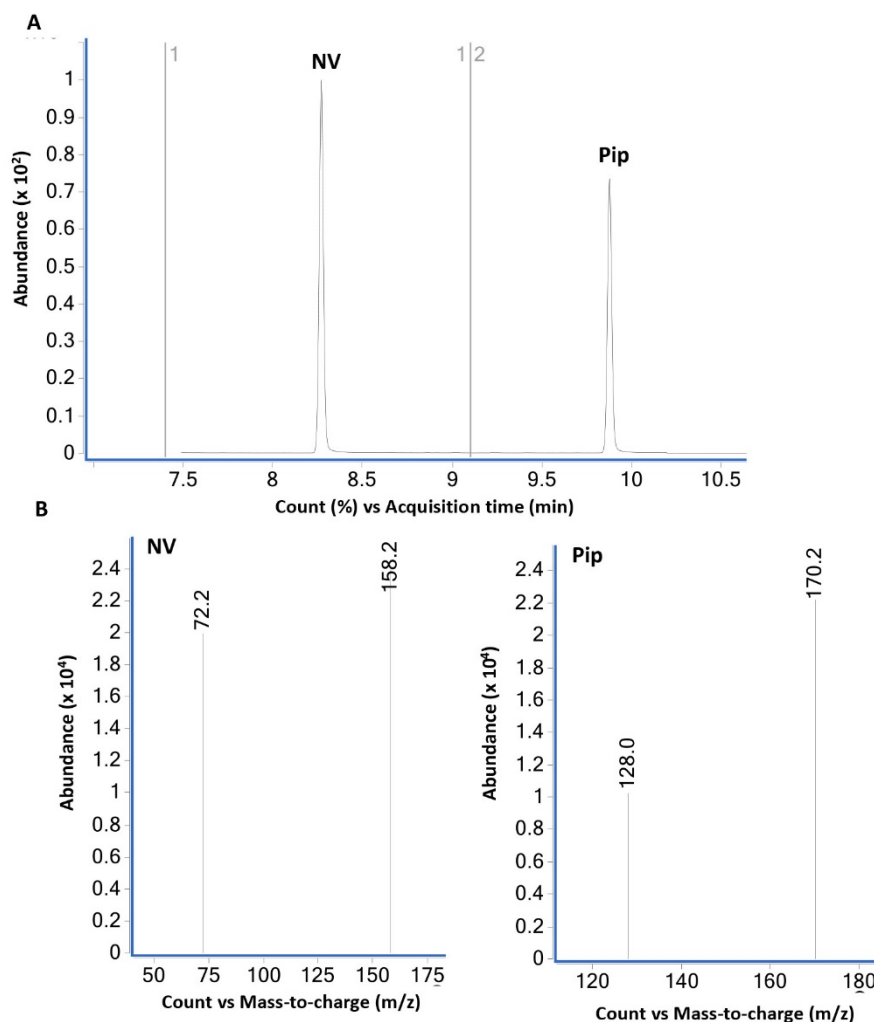 A
1 NV 1 2
Pip
Abundance (x 10²)
1
0.9
0.8
0.7
0.6
0.5
0.4
0.3
0.2
0.1
0
7.5 8 8.5 9 9.5 10 10.5
Count (%) vs Acquisition time (min)
B
NV
Abundance (x 10⁴)
2.4
2.2
2
1.8
1.6
1.4
1.2
1
0.8
0.6
0.4
0.2
0
72.2
158.2
50 75 100 125 150 175
Count vs Mass-to-charge (m/z)
Pip
Abundance (x 10⁴)
2.4
2.2
2
1.8
1.6
1.4
1.2
1
0.8
0.6
0.4
0.2
0
128.0
170.2
120 140 160 180
Count vs Mass-to-charge (m/z)